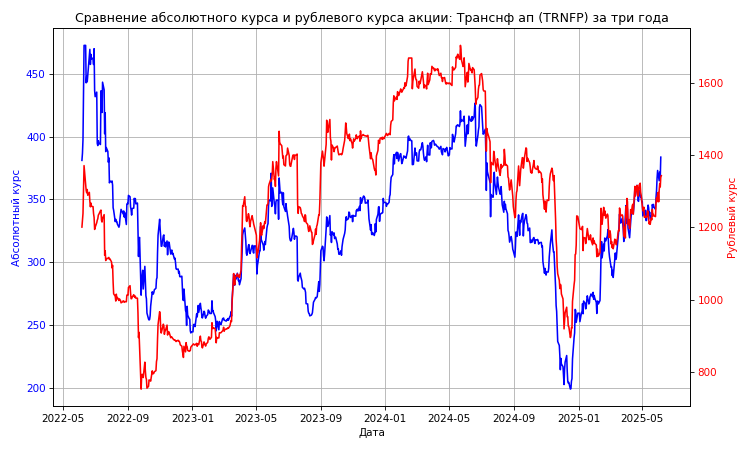 Сравнение абсолютного курса и рублевого курса акции: Транснф ап (TRNFP) за три года
450
400
350
300
250
200
Абсолютный курс
1600
1400
1200
1000
800
Рублевый курс
2022-05 2022-09 2023-01 2023-05 2023-09 2024-01 2024-05 2024-09 2025-01 2025-05
Дата